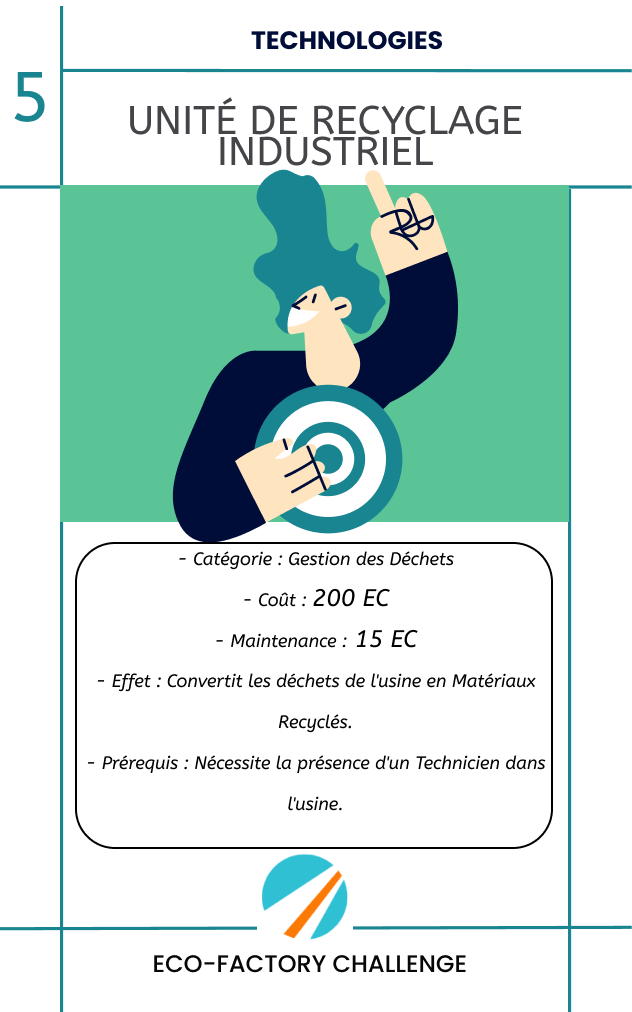 TECHNOLOGIES
5
UNITÉ DE RECYCLAGE
INDUSTRIEL
- Catégorie : Gestion des Déchets
- Coût : 200 EC
- Maintenance : 15 EC
- Effet : Convertit les déchets de l'usine en Matériaux
Recyclés.
- Prérequis : Nécessite la présence d'un Technicien dans
l'usine.
ECO-FACTORY CHALLENGE